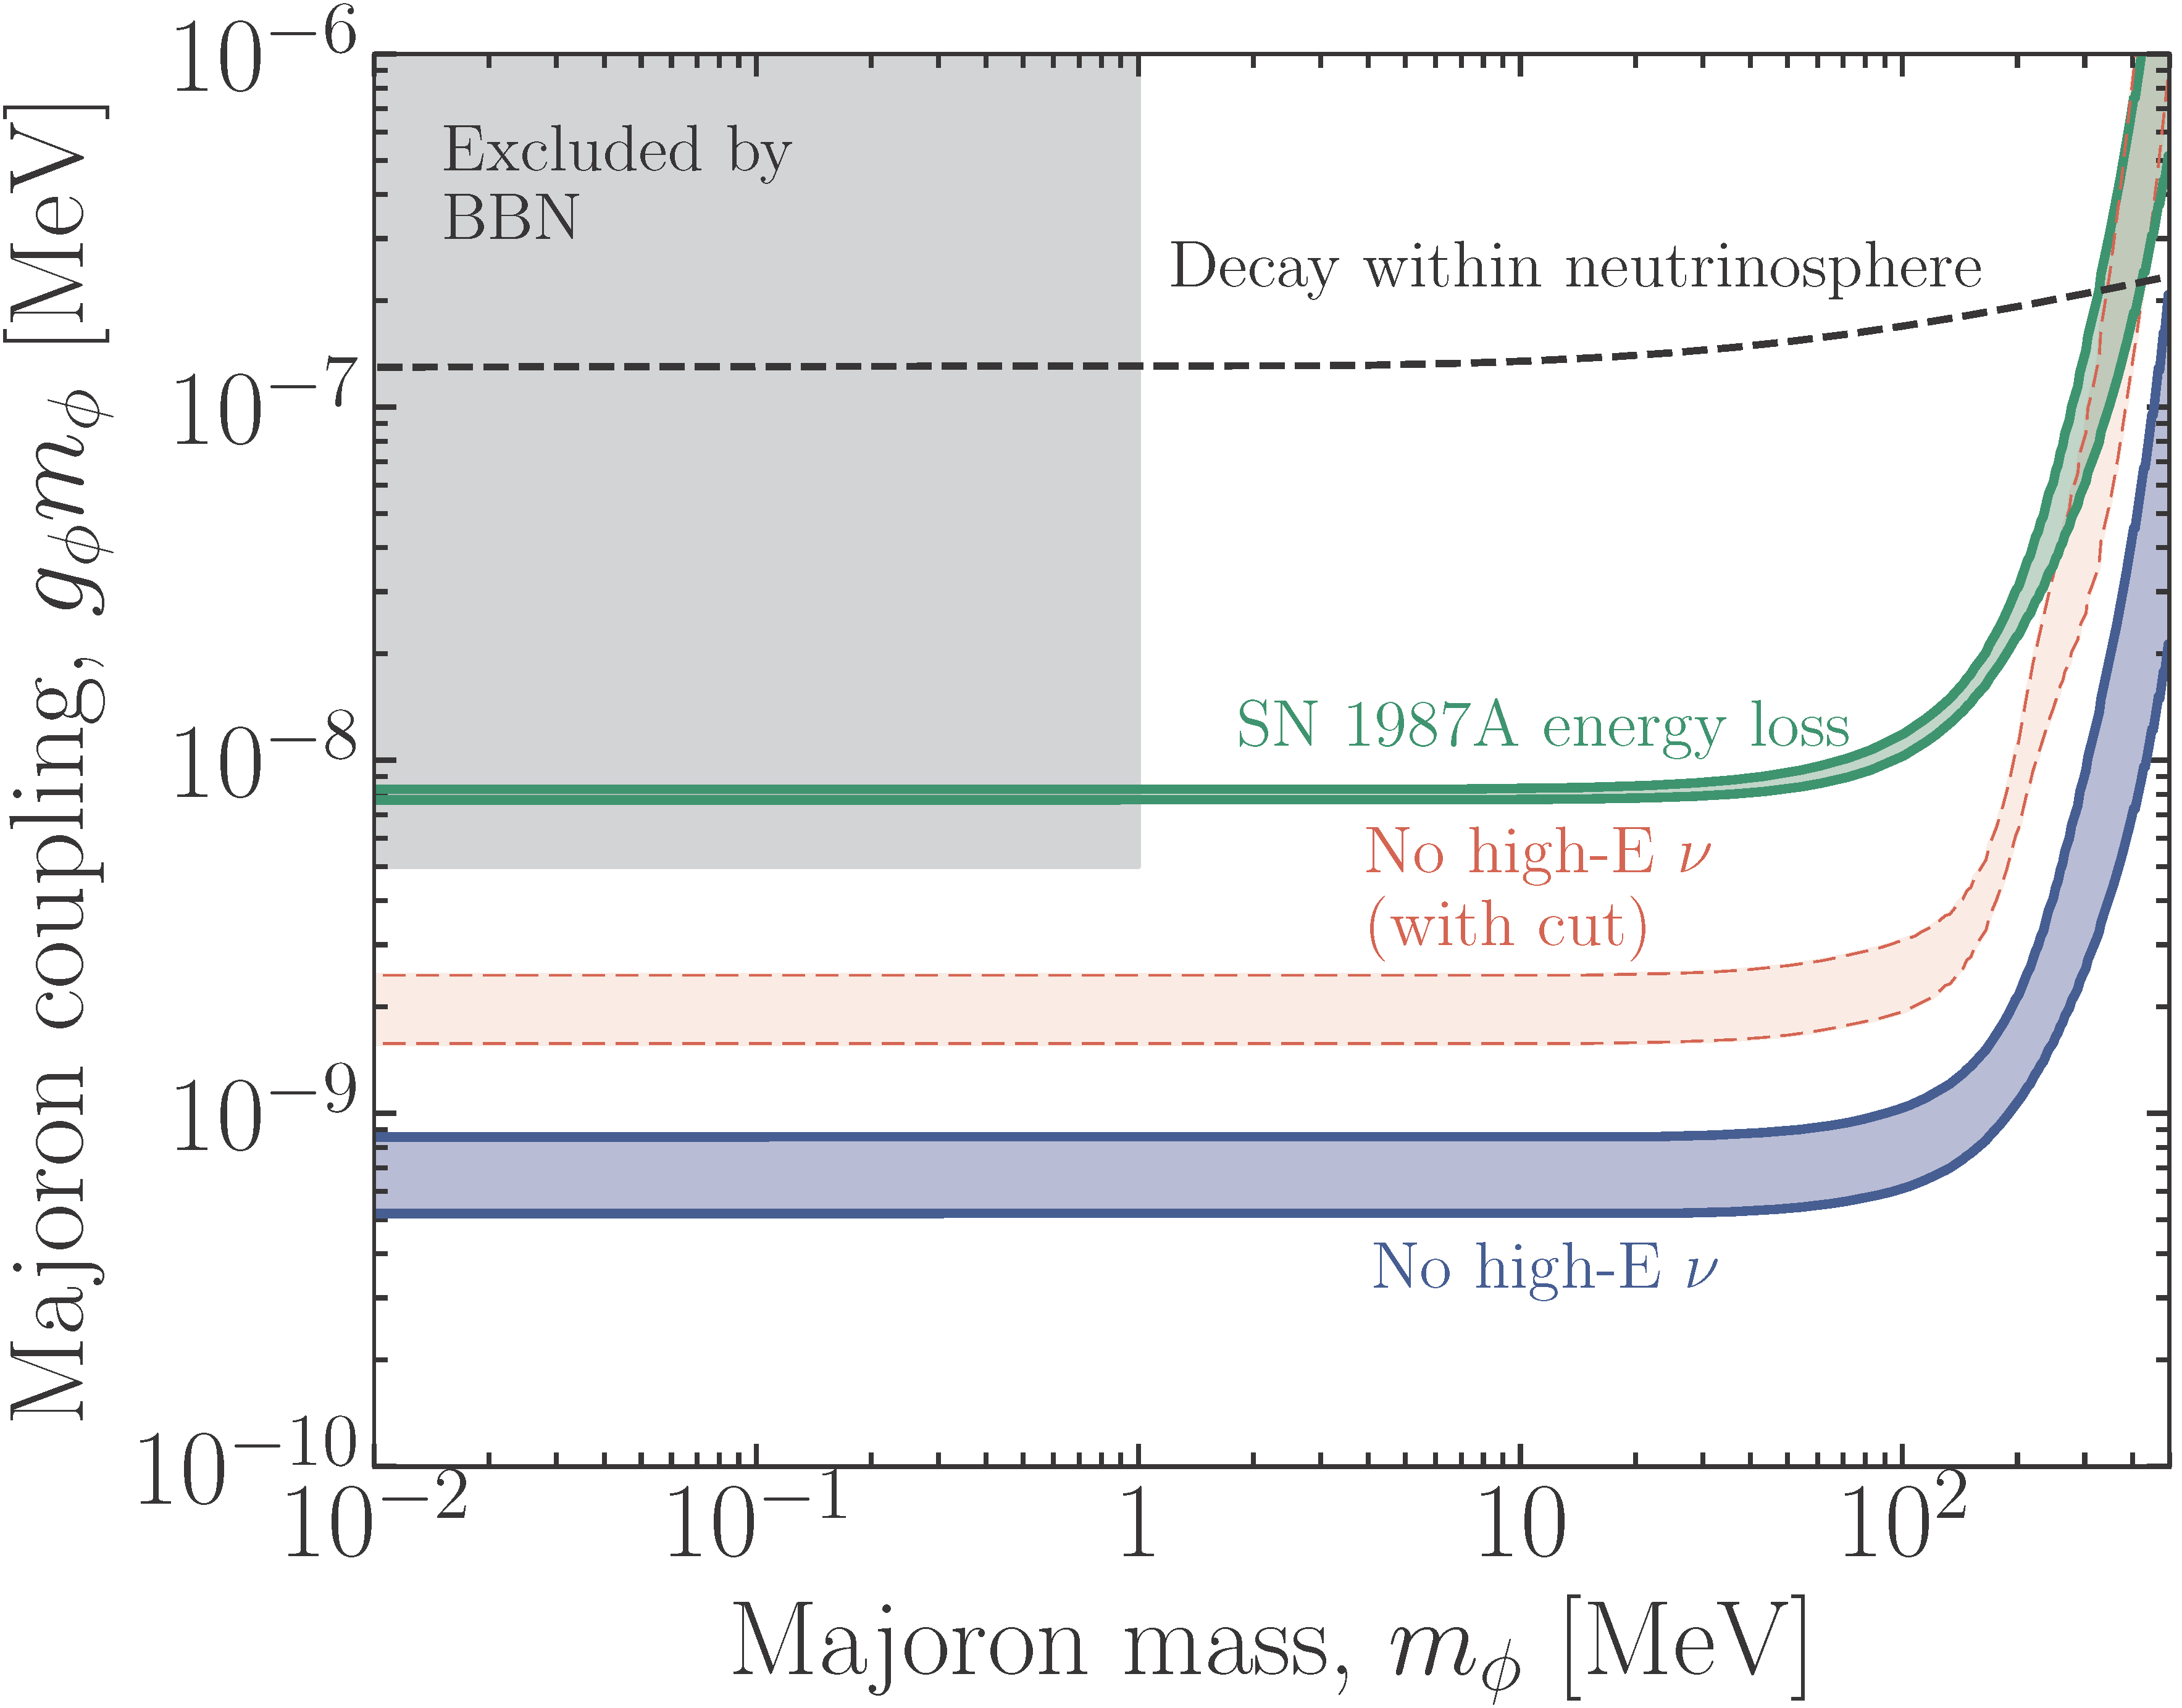 Majoron coupling, gϕmϕ [MeV]
10⁻⁶
10⁻⁷
10⁻⁸
10⁻⁹
10⁻¹⁰
Excluded by
BBN
Decay within neutrinosphere
SN 1987A energy loss
No high-E ν
(with cut)
No high-E ν
10⁻² 10⁻¹ 1 10 10²
Majoron mass, mϕ [MeV]